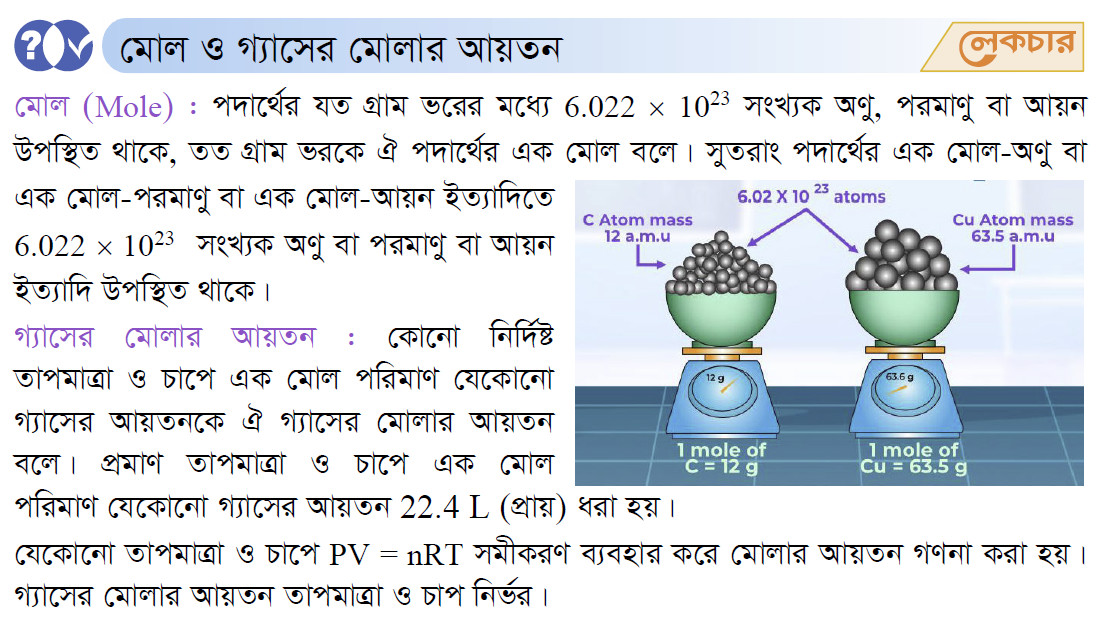 মোল ও গ্যাসের মোলার আয়তন
লেকচার
মোল (Mole) : পদার্থের যত গ্রাম ভরের মধ্যে 6.022 × 10²³ সংখ্যক অণু, পরমাণু বা আয়ন
উপস্থিত থাকে, তত গ্রাম ভরকে ঐ পদার্থের এক মোল বলে। সুতরাং পদার্থের এক মোল-অণু বা
এক মোল-পরমাণু বা এক মোল-আয়ন ইত্যাদিতে
6.022 × 10²³ সংখ্যক অণু বা পরমাণু বা আয়ন
ইত্যাদি উপস্থিত থাকে।
গ্যাসের মোলার আয়তন : কোনো নির্দিষ্ট
তাপমাত্রা ও চাপে এক মোল পরিমাণ যেকোনো
গ্যাসের আয়তনকে ঐ গ্যাসের মোলার আয়তন
বলে। প্রমাণ তাপমাত্রা ও চাপে এক মোল
পরিমাণ যেকোনো গ্যাসের আয়তন 22.4 L (প্রায়) ধরা হয়।
6.02 X 10 ²³ atoms
C Atom mass
12 a.m.u
Cu Atom mass
63.5 a.m.u
12 g
63.6 g
1 mole of
C = 12 g
1 mole of
Cu = 63.5 g
যেকোনো তাপমাত্রা ও চাপে PV = nRT সমীকরণ ব্যবহার করে মোলার আয়তন গণনা করা হয়।
গ্যাসের মোলার আয়তন তাপমাত্রা ও চাপ নির্ভর।